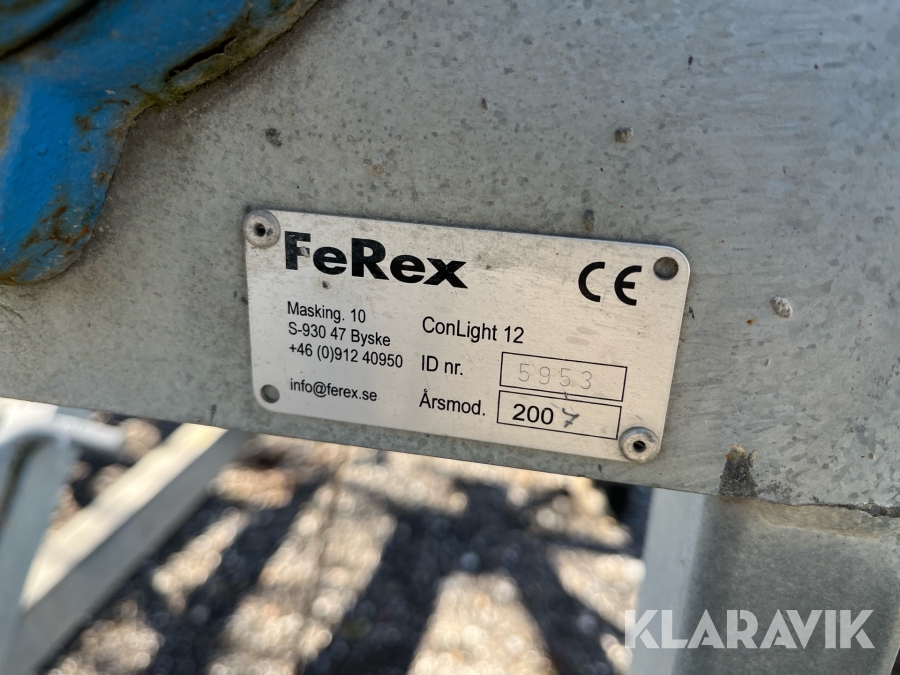 FeRex
CE
Masking. 10
S-930 47 Byske
+46 (0)912 40950
info@ferex.se
ConLight 12
ID nr. 5953
Årsmod. 2007
KLARAVIK